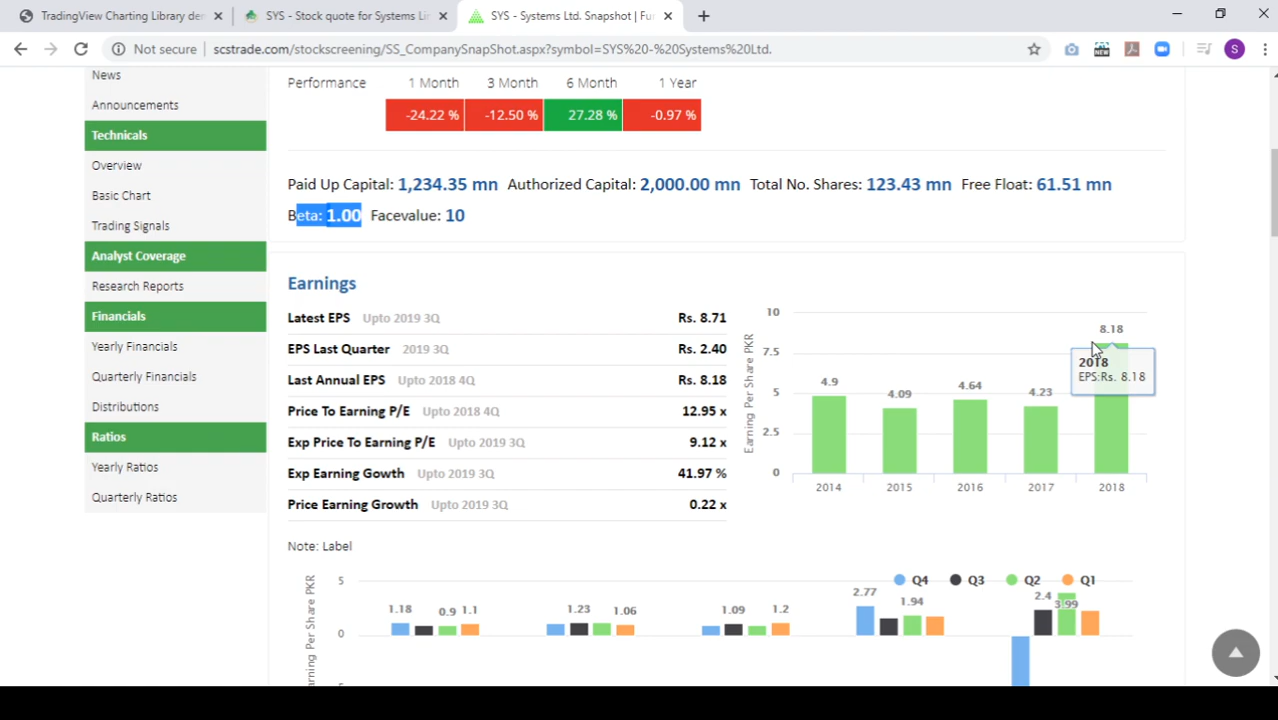 TradingView Charting Library der
SYS - Stock quote for Systems Lin
SYS - Systems Ltd. Snapshot | Fur
Not secure
scstrade.com/stockscreening/SS_CompanySnapShot.aspx?symbol=SYS%20-%20Systems%20Ltd.
NEW
S
News
Announcements
Technicals
Overview
Basic Chart
Trading Signals
Analyst Coverage
Research Reports
Financials
Yearly Financials
Quarterly Financials
Distributions
Ratios
Yearly Ratios
Quarterly Ratios
Performance 1 Month 3 Month 6 Month 1 Year
-24.22 % -12.50 % 27.28 % -0.97 %
Paid Up Capital: 1,234.35 mn Authorized Capital: 2,000.00 mn Total No. Shares: 123.43 mn Free Float: 61.51 mn
Beta: 1.00 Facevalue: 10
Earnings
Latest EPS Upto 2019 3Q Rs. 8.71
EPS Last Quarter 2019 3Q Rs. 2.40
Last Annual EPS Upto 2018 4Q Rs. 8.18
Price To Earning P/E Upto 2018 4Q 12.95 x
Exp Price To Earning P/E Upto 2019 3Q 9.12 x
Exp Earning Gowth Upto 2019 3Q 41.97 %
Price Earning Growth Upto 2019 3Q 0.22 x
Earning Per Share PKR
10
7.5
5
2.5
0
4.9 4.09 4.64 4.23 8.18
2018
EPS:Rs. 8.18
2014 2015 2016 2017 2018
Note: Label
Earning Per Share PKR
Q4 Q3 Q2 Q1
5
0
1.18 0.9 1.1 1.23 1.06 1.09 1.2 2.77 1.94 2.4 3.99